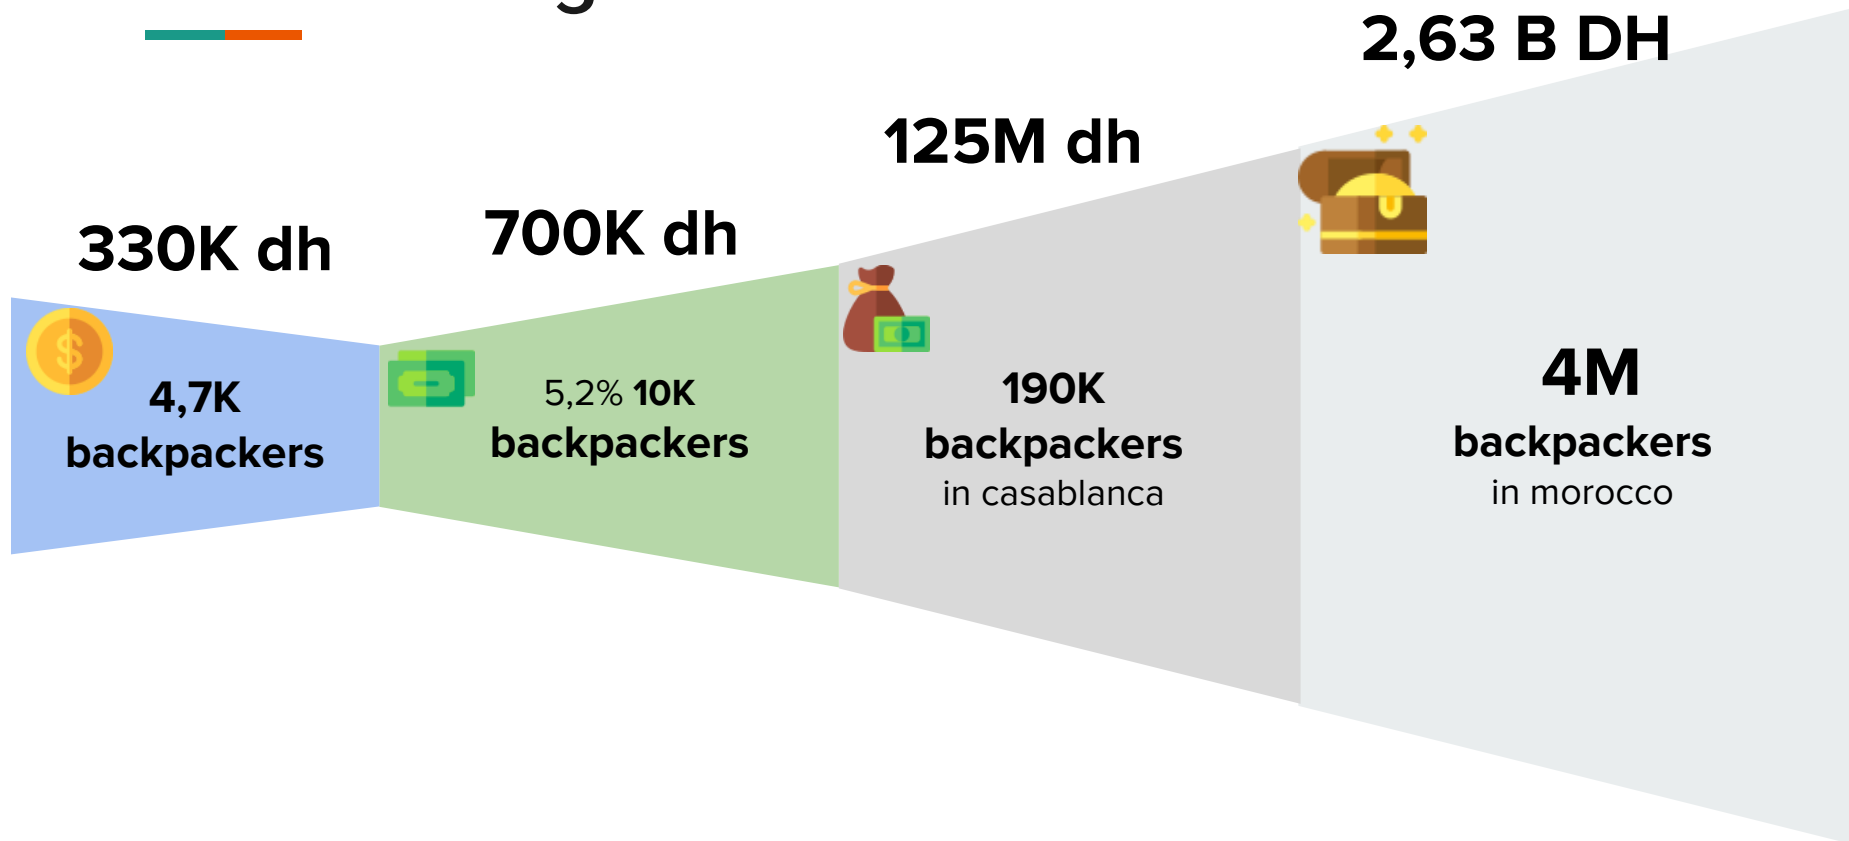 330K dh
4,7K
backpackers
700K dh
5,2% 10K
backpackers
125M dh
190K
backpackers
in casablanca
2,63 B DH
4M
backpackers
in morocco